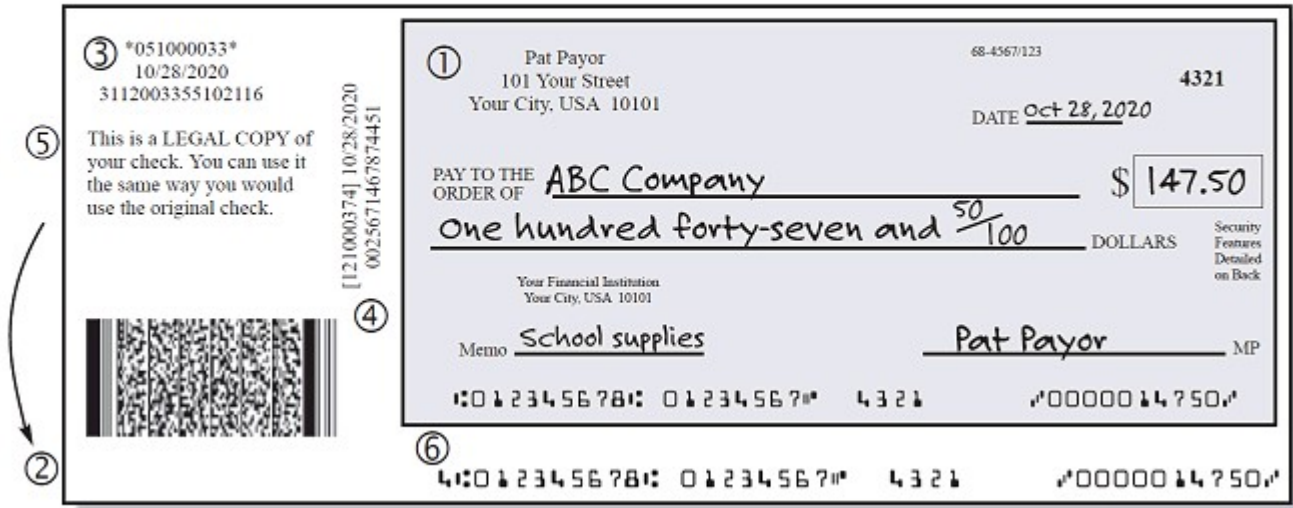 ③ *051000033*
10/28/2020
3112003355102116
⑤ This is a LEGAL COPY of
your check. You can use it
the same way you would
use the original check.
②
[121000374] 10/28/2020
0025671467874451
④
① Pat Payor
101 Your Street
Your City, USA 10101
68-4567/123
4321
DATE Oct 28, 2020
PAY TO THE
ORDER OF ABC Company $ 147.50
One hundred forty-seven and 50/100 DOLLARS
Security
Features
Detailed
on Back
Your Financial Institution
Your City, USA 10101
Memo School supplies Pat Payor MP
⑆012345678⑆ 01234567⑈ 4321 ⑇0000014750⑇
⑥
4⑆012345678⑆ 01234567⑈ 4321 ⑇0000014750⑇